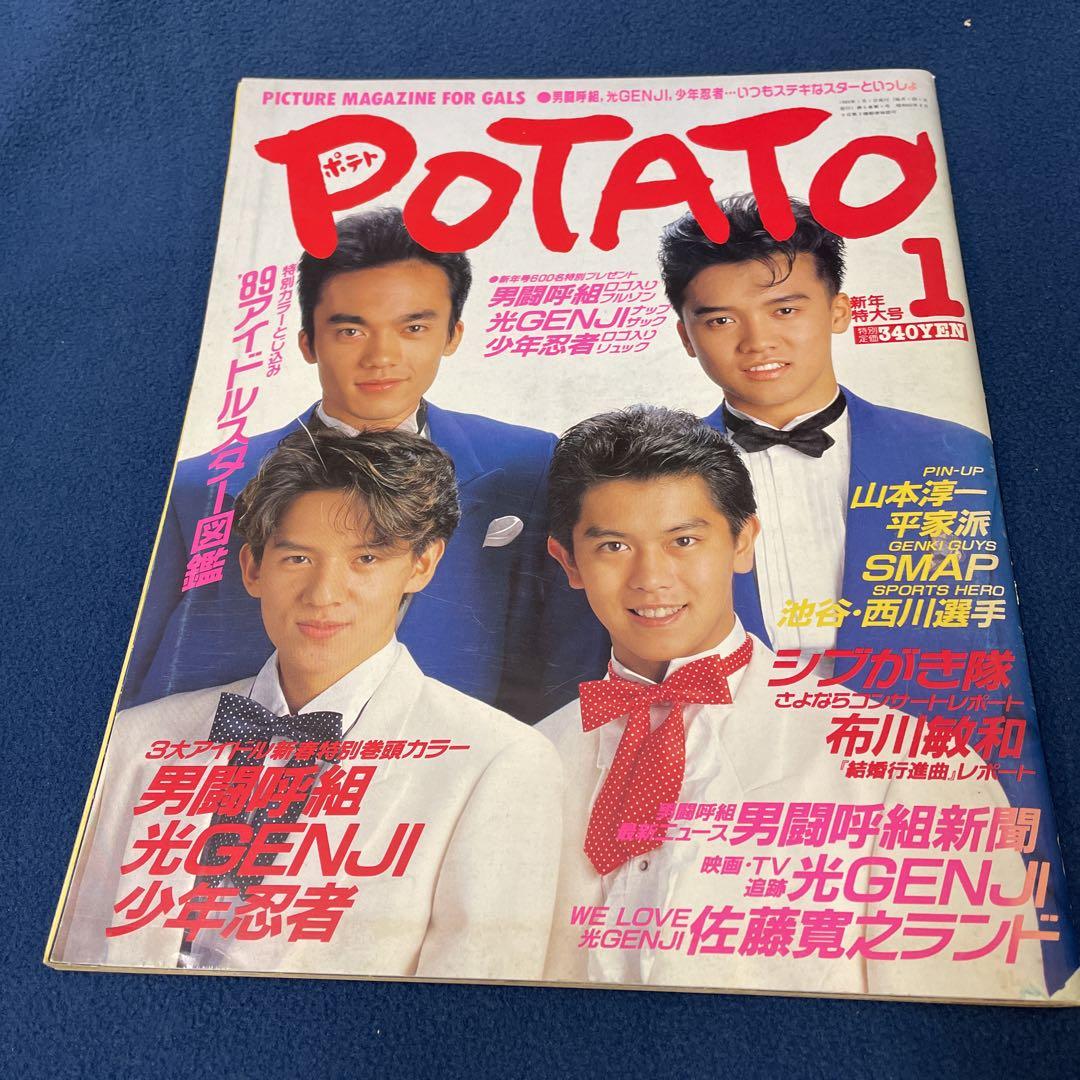 PICTURE MAGAZINE FOR GALS ●男闘呼組,光GENJI,少年忍者…いつもステキなスターといっしょ
POTATO
ポテト
1
新年
特大号
特別
定価
340YEN
●新年号600名特別プレゼント
男闘呼組 ロゴ入り
ブルゾン
光GENJI ナップ
サック
少年忍者 ロゴ入り
リュック
特別カラーとじ込み
'89アイドルスター図鑑
PIN-UP
山本淳一
平家派
GENKI GUYS
SMAP
SPORTS HERO
池谷・西川選手
シブがき隊
さよならコンサートレポート
布川敏和
『結婚行進曲』レポート
3大アイドル新春特別巻頭カラー
男闘呼組
光GENJI
少年忍者
男闘呼組
最新ニュース
男闘呼組新聞
映画・TV
追跡
光GENJI
WE LOVE
光GENJI
佐藤寛之ランド